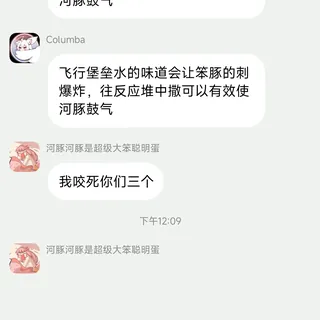 河豚鼓气
Columba
飞行堡垒水的味道会让笨豚的刺
爆炸，往反应堆中撒可以有效使
河豚鼓气
河豚河豚是超级大笨聪明蛋
我咬死你们三个
下午12:09
河豚河豚是超级大笨聪明蛋